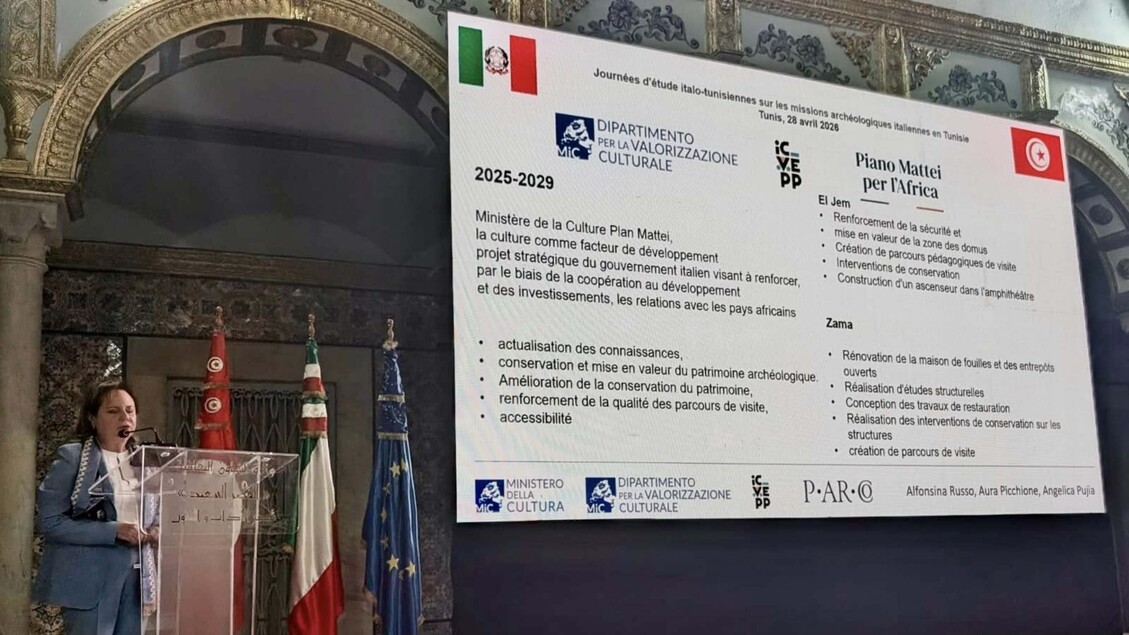 Journées d'étude italo-tunisiennes sur les missions archéologiques italiennes en Tunisie
Tunis, 28 avril 2026
MiC
DIPARTIMENTO
PER LA VALORIZZAZIONE
CULTURALE
iC
VE
PP
Piano Mattei
per l'Africa
2025-2029
Ministère de la Culture Plan Mattei,
la culture comme facteur de développement
projet stratégique du gouvernement italien visant à renforcer,
par le biais de la coopération au développement
et des investissements, les relations avec les pays africains
• actualisation des connaissances,
• conservation et mise en valeur du patrimoine archéologique.
• Amélioration de la conservation du patrimoine,
• renforcement de la qualité des parcours de visite,
• accessibilité
El Jem
• Renforcement de la sécurité et
• mise en valeur de la zone des domus
• Création de parcours pédagogiques de visite
• Interventions de conservation
• Construction d'un ascenseur dans l'amphithéâtre
Zama
• Rénovation de la maison de fouilles et des entrepôts
ouverts
• Réalisation d'études structurelles
• Conception des travaux de restauration
• Réalisation des interventions de conservation sur les
structures
• création de parcours de visite
MiC
MINISTERO
DELLA
CULTURA
MiC
DIPARTIMENTO
PER LA VALORIZZAZIONE
CULTURALE
iC
VE
PP
P·AR·CO
Alfonsina Russo, Aura Picchione, Angelica Pujia